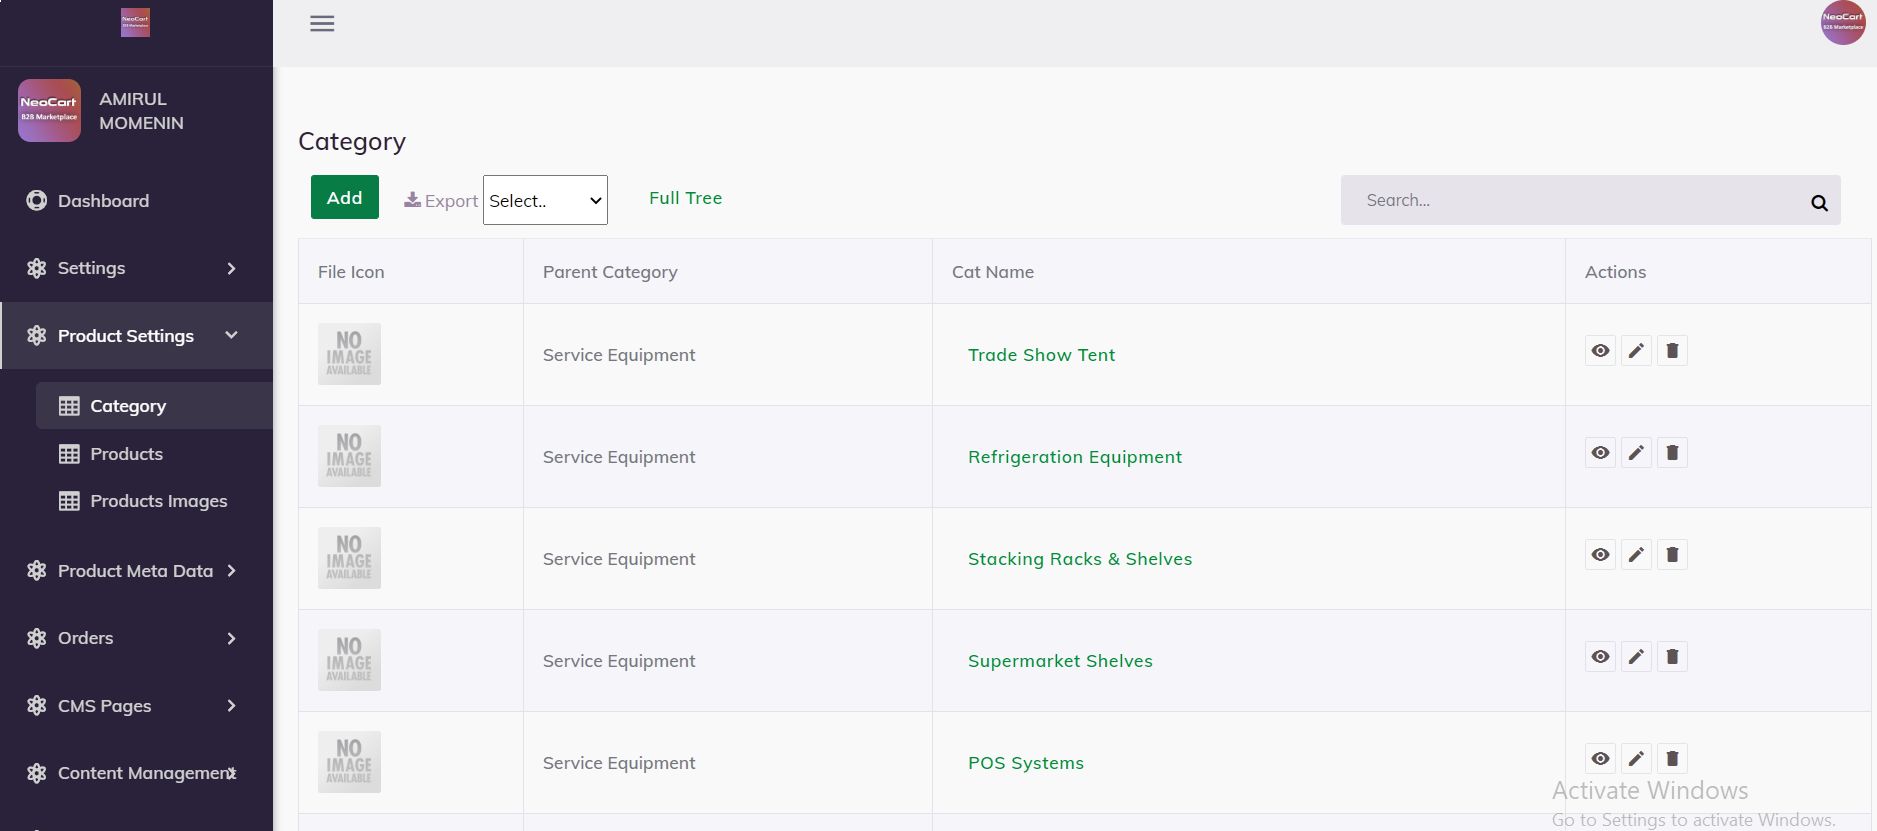 NeoCart
B2B Marketplace
NeoCart
B2B Marketplace
NeoCart
B2B Marketplace
AMIRUL
MOMENIN
Dashboard
Settings
Product Settings
Category
Products
Products Images
Product Meta Data
Orders
CMS Pages
Content Management
Category
Add
Export
Select..
Full Tree
Search...
File Icon
Parent Category
Cat Name
Actions
NO
IMAGE
AVAILABLE
Service Equipment
Trade Show Tent
NO
IMAGE
AVAILABLE
Service Equipment
Refrigeration Equipment
NO
IMAGE
AVAILABLE
Service Equipment
Stacking Racks & Shelves
NO
IMAGE
AVAILABLE
Service Equipment
Supermarket Shelves
NO
IMAGE
AVAILABLE
Service Equipment
POS Systems
Activate Windows
Go to Settings to activate Windows.